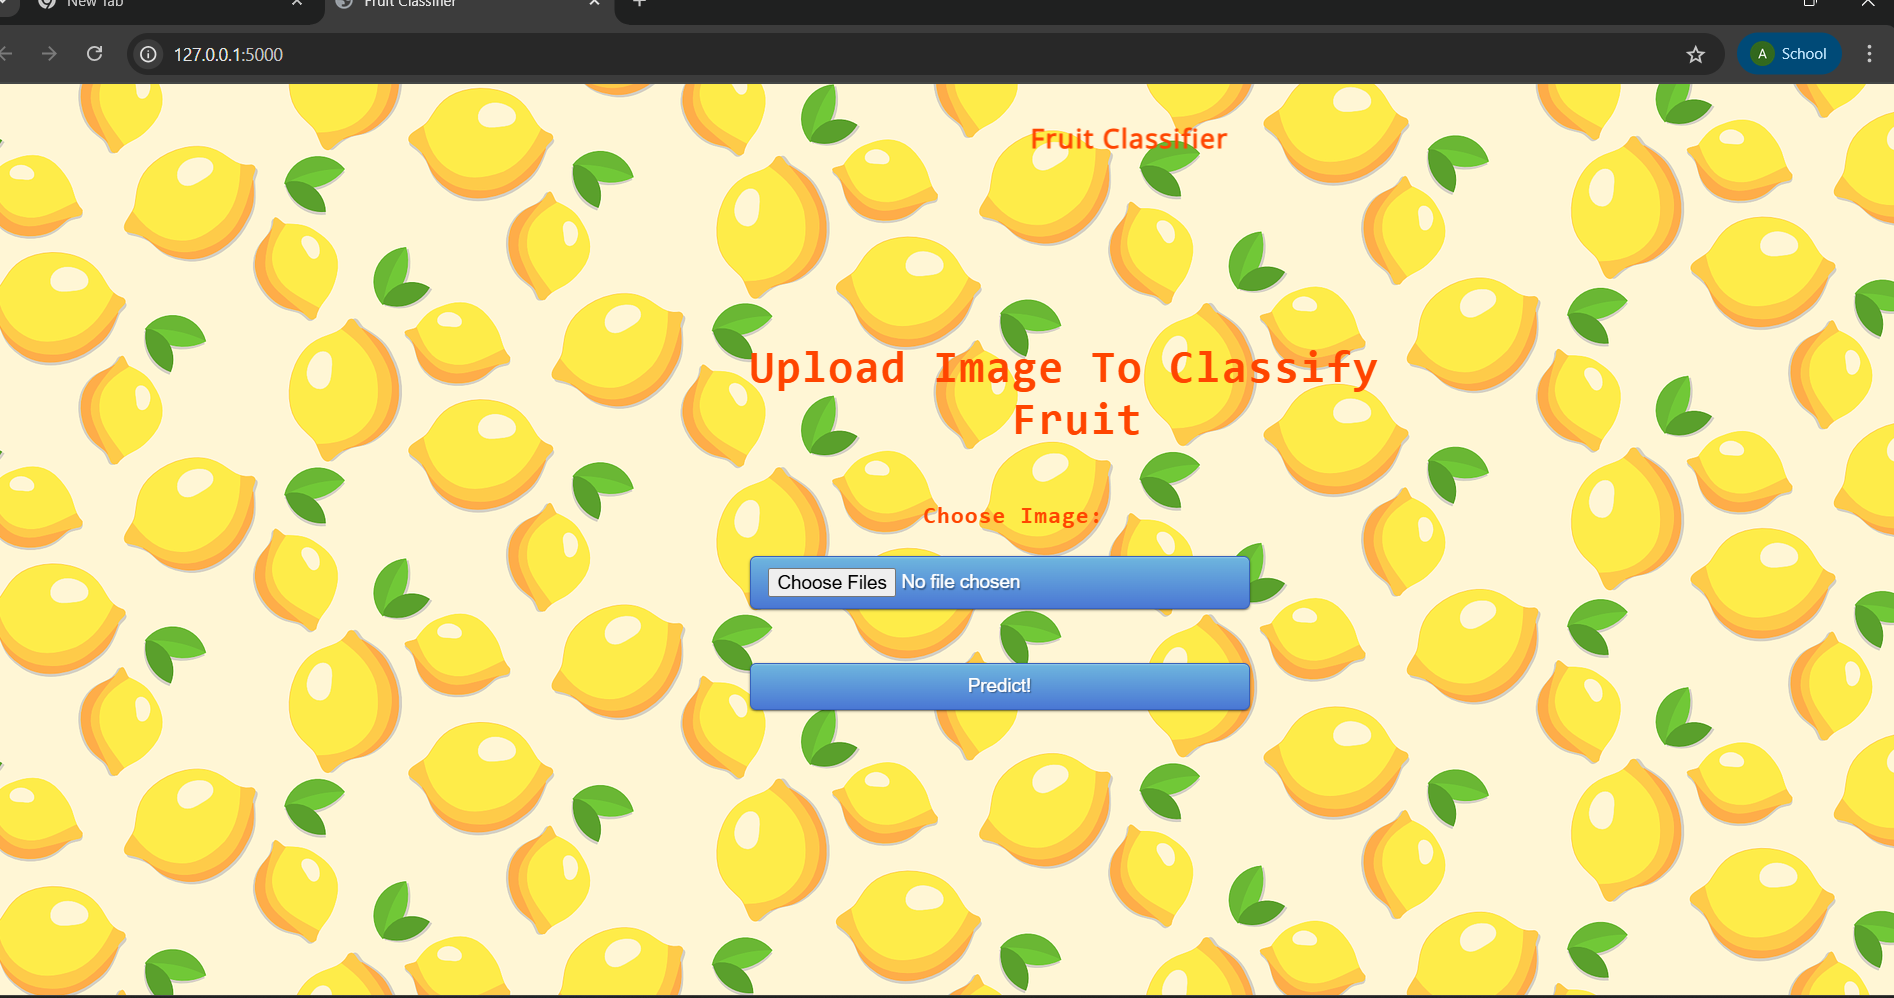 New Tab
Fruit Classifier
127.0.0.1:5000
A School
Fruit Classifier
Upload Image To Classify
Fruit
Choose Image:
Choose Files No file chosen
Predict!